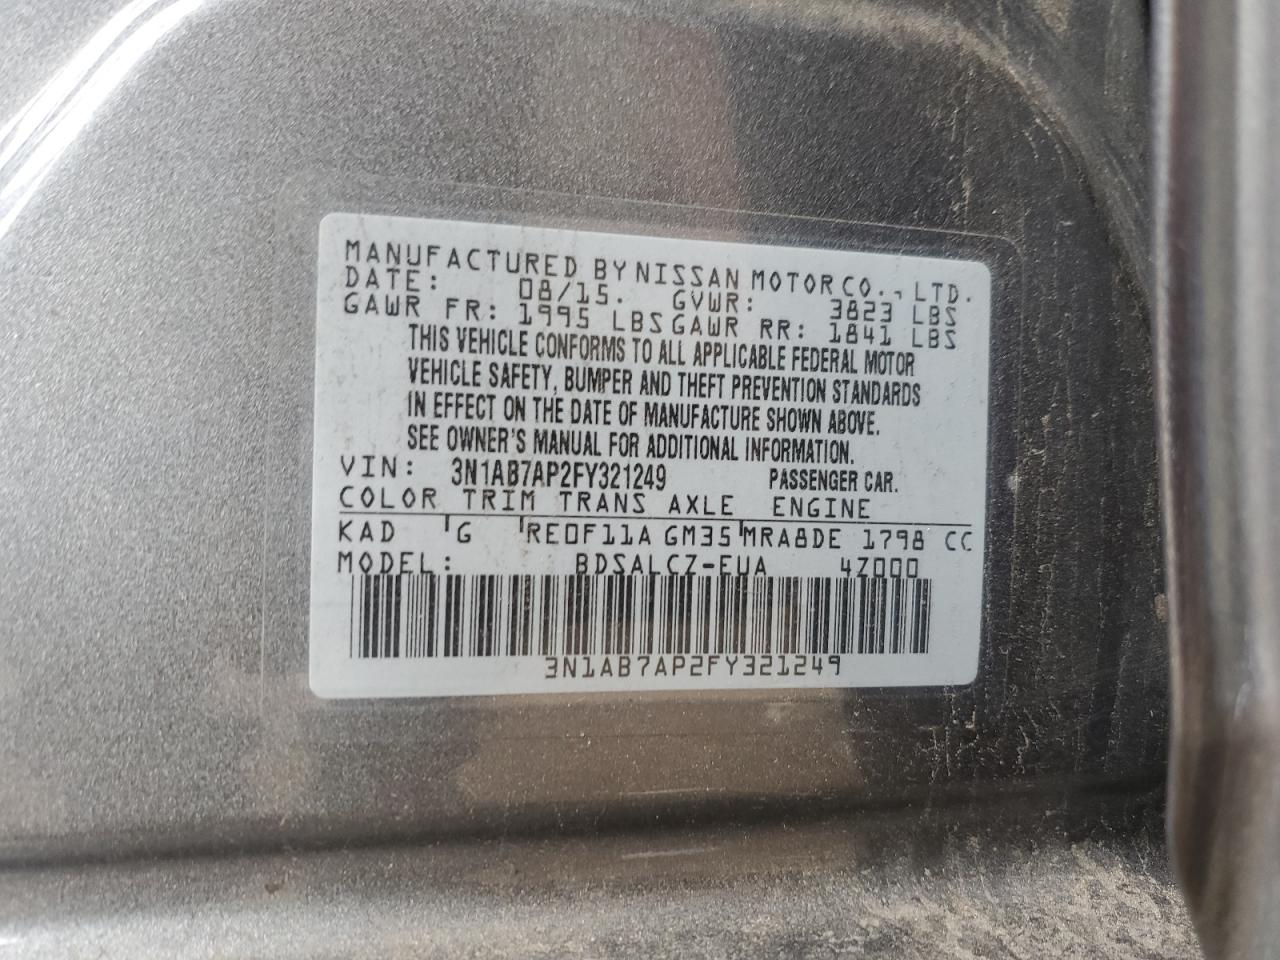 MANUFACTURED BY NISSAN MOTOR CO., LTD.
DATE: 08/15. GVWR: 3823 LBS
GAWR FR: 1995 LBS GAWR RR: 1841 LBS
THIS VEHICLE CONFORMS TO ALL APPLICABLE FEDERAL MOTOR
VEHICLE SAFETY, BUMPER AND THEFT PREVENTION STANDARDS
IN EFFECT ON THE DATE OF MANUFACTURE SHOWN ABOVE.
SEE OWNER'S MANUAL FOR ADDITIONAL INFORMATION.
VIN: 3N1AB7AP2FY321249 PASSENGER CAR.
COLOR TRIM TRANS AXLE ENGINE
KAD G RE0F11A GM35 MRA8DE 1798 CC
MODEL: BDSALCZ-EUA 4Z000
3N1AB7AP2FY321249